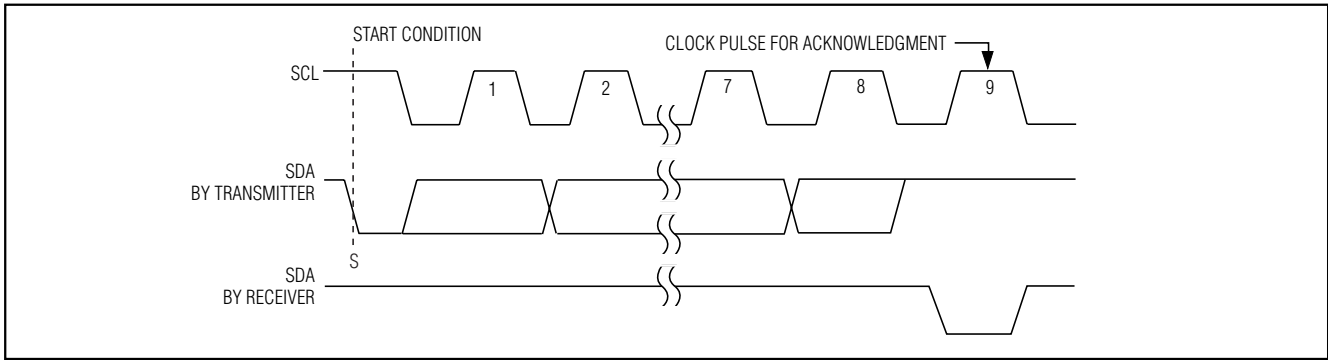 START CONDITION
CLOCK PULSE FOR ACKNOWLEDGMENT
SCL
1
2
7
8
9
SDA
BY TRANSMITTER
S
SDA
BY RECEIVER